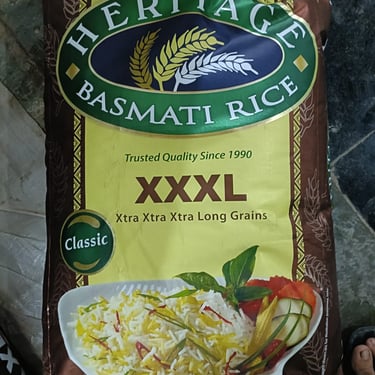 HERITAGE
BASMATI RICE
Trusted Quality Since 1990
XXXL
Xtra Xtra Xtra Long Grains
Classic